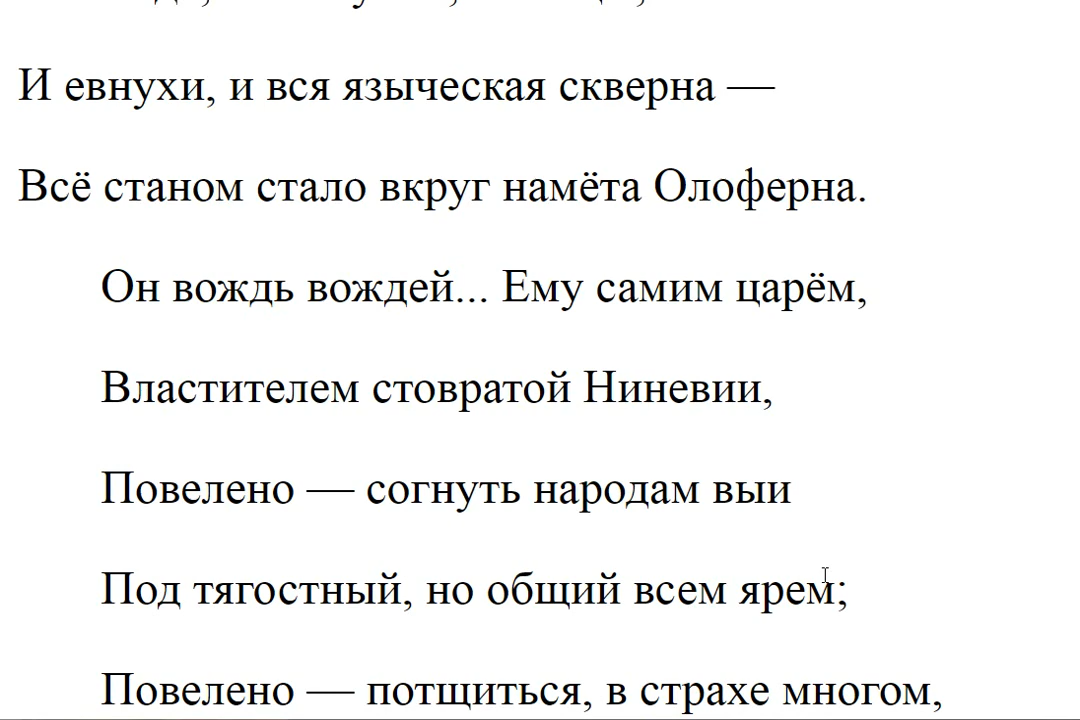 И евнухи, и вся языческая скверна —
Всё станом стало вкруг намёта Олоферна.
Он вождь вождей... Ему самим царём,
Властителем стовратой Ниневии,
Повелено — согнуть народам выи
Под тягостный, но общий всем ярем;
Повелено — потщиться, в страхе многом,